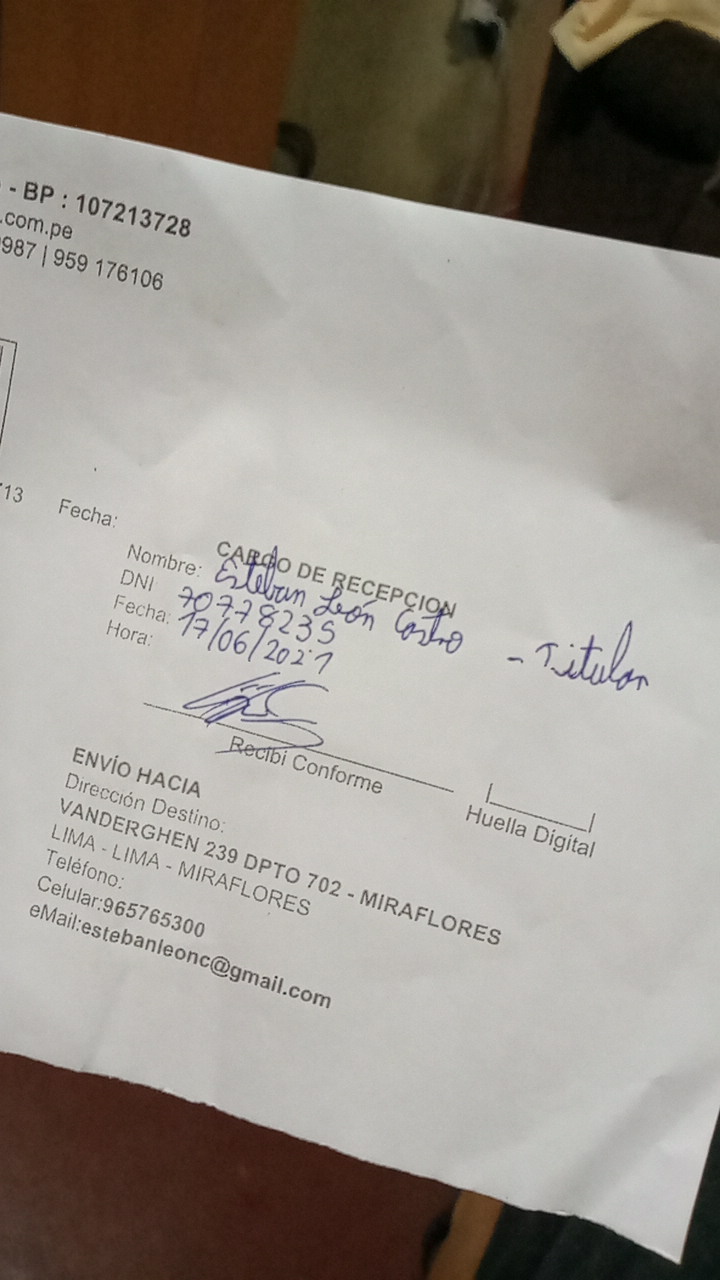 - BP : 107213728
.com.pe
987 | 959 176106
13
Fecha:
CARGO DE RECEPCION
Nombre: Esteban León Castro - Titular
DNI 70778235
Fecha: 17/06/2021
Hora:
Recibi Conforme
Huella Digital
ENVÍO HACIA
Dirección Destino:
VANDERGHEN 239 DPTO 702 - MIRAFLORES
LIMA - LIMA - MIRAFLORES
Teléfono:
Celular:965765300
eMail:estebanleonc@gmail.com